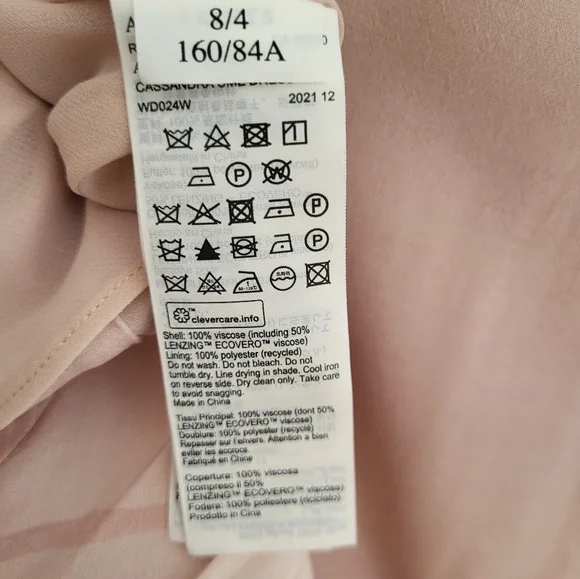 8/4
160/84A
WD024W 2021 12
clevercare.info
Shell: 100% viscose (including 50%
LENZING™ ECOVERO™ viscose)
Lining: 100% polyester (recycled)
Do not wash. Do not bleach. Do not
tumble dry. Line drying in shade. Cool iron
on reverse side. Dry clean only. Take care
to avoid snagging.
Made in China
Tissu Principal: 100% viscose (dont 50%
LENZING™ ECOVERO™ viscose)
Doublure: 100% polyester (recyclé)
Repasser sur l'envers. Attention à bien
éviter les accrocs.
Fabriqué en Chine
Copertura: 100% viscosa
(compreso il 50%
LENZING™ ECOVERO™ viscosa)
Fodera: 100% poliestere (riciclato)
Prodotto in Cina